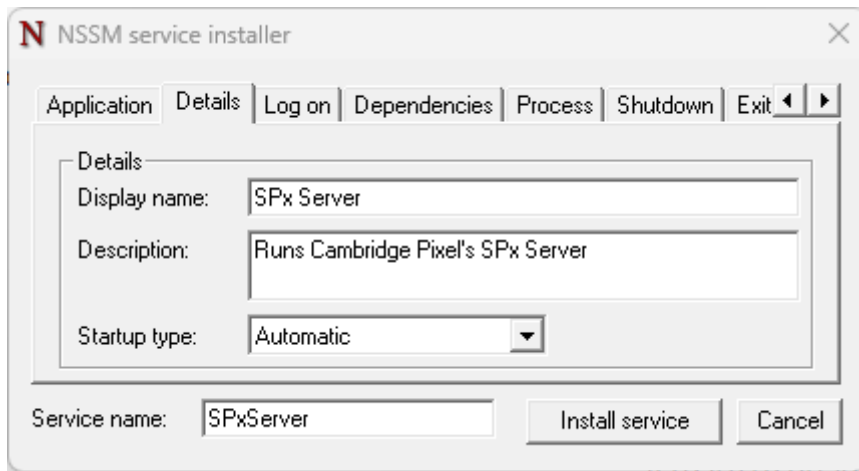 N NSSM service installer
Application Details Log on Dependencies Process Shutdown Exit
Details
Display name: SPx Server
Description: Runs Cambridge Pixel's SPx Server
Startup type: Automatic
Service name: SPxServer Install service Cancel